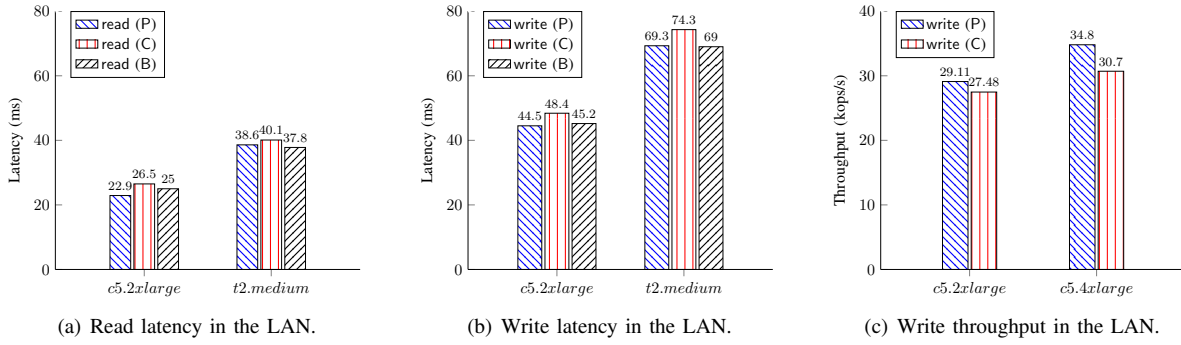 80
60
40
20
0
Latency (ms)
read (P)
read (C)
read (B)
22.9
26.5
25
38.6
40.1
37.8
c5.2xlarge
t2.medium
(a) Read latency in the LAN.
80
60
40
20
0
Latency (ms)
write (P)
write (C)
write (B)
44.5
48.4
45.2
69.3
74.3
69
c5.2xlarge
t2.medium
(b) Write latency in the LAN.
40
30
20
10
0
Throughput (kops/s)
write (P)
write (C)
29.11
27.48
34.8
30.7
c5.2xlarge
c5.4xlarge
(c) Write throughput in the LAN.